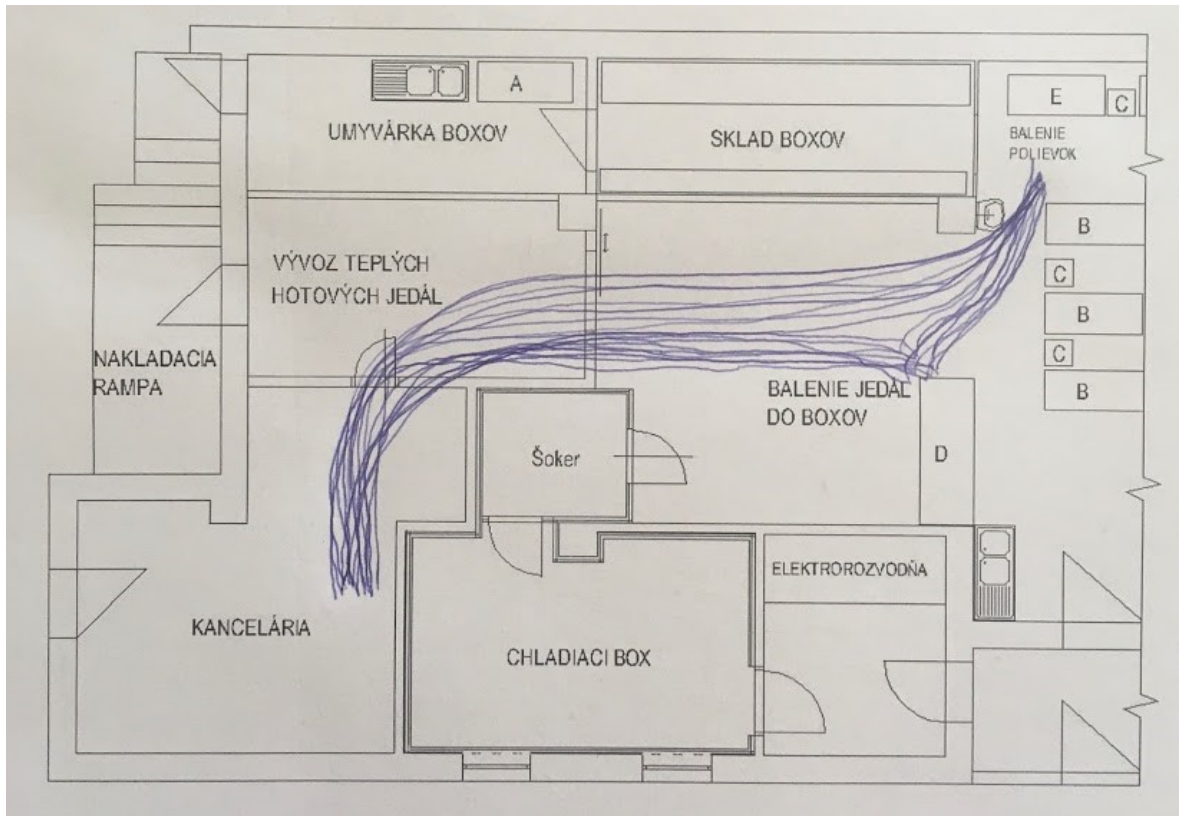 A
E
C
UMYVÁRKA BOXOV
SKLAD BOXOV
BALENIE
POLIEVOK
B
VÝVOZ TEPLÝCH
HOTOVÝCH JEDÁL
C
B
NAKLADACIA
RAMPA
C
BALENIE JEDÁL
DO BOXOV
B
Šoker
D
ELEKTROROZVODŇA
KANCELÁRIA
CHLADIACI BOX